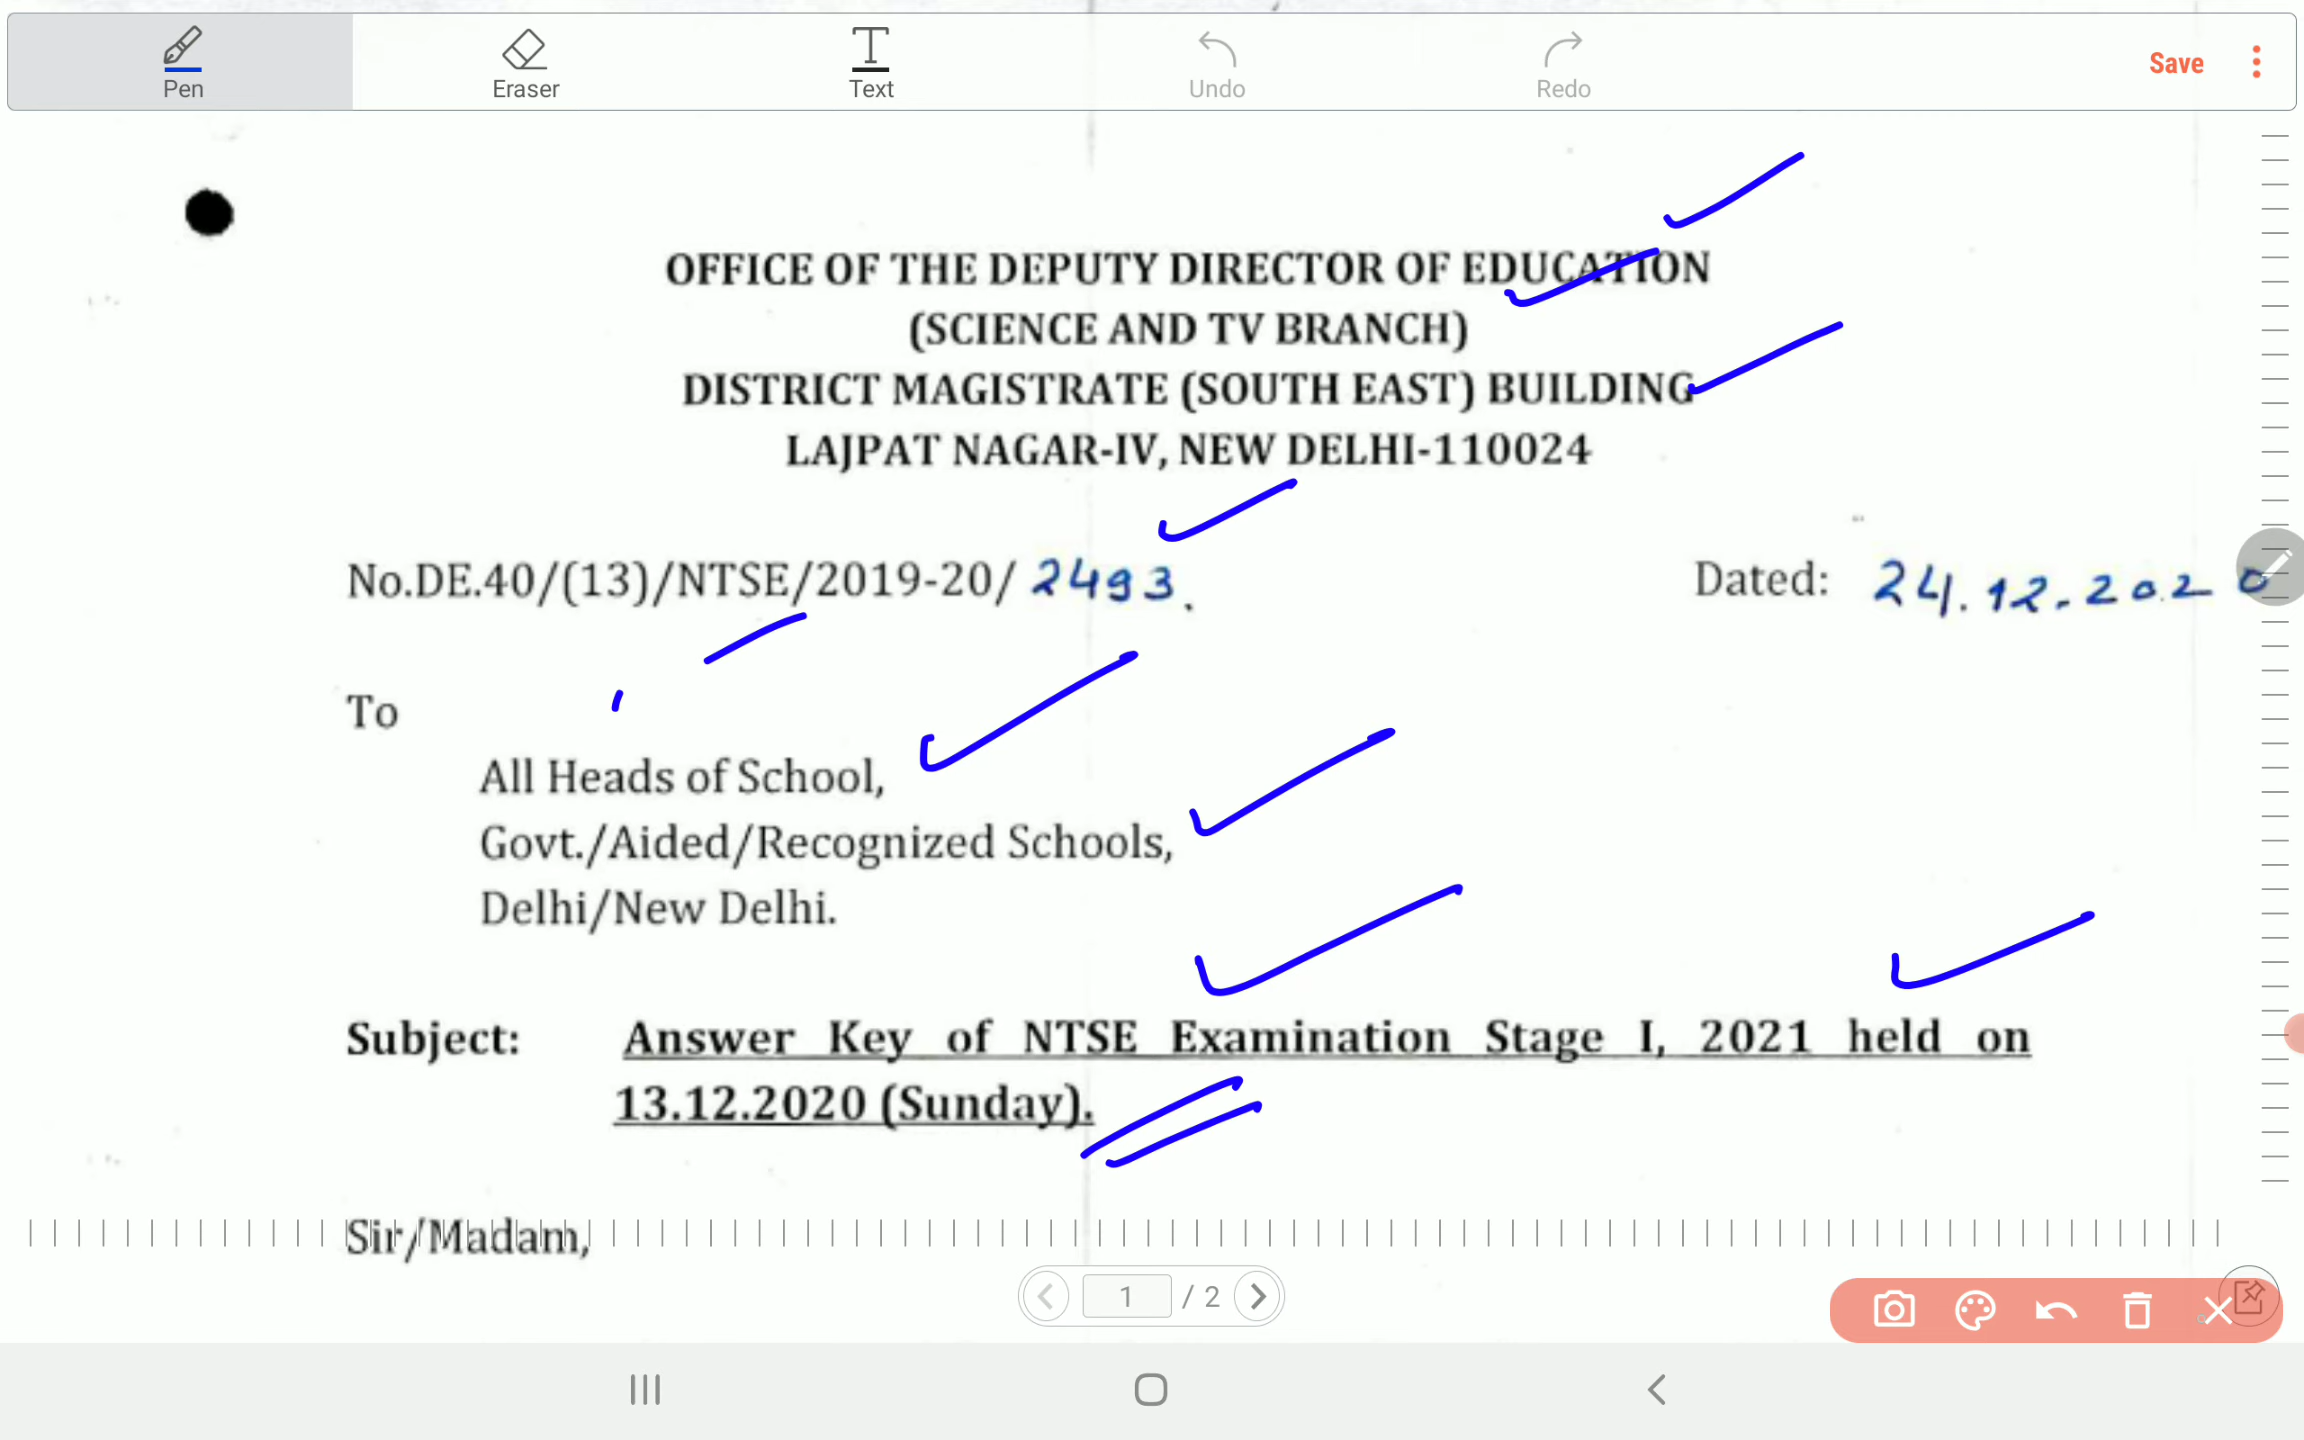 Pen Eraser Text Undo Redo Save
OFFICE OF THE DEPUTY DIRECTOR OF EDUCATION
(SCIENCE AND TV BRANCH)
DISTRICT MAGISTRATE (SOUTH EAST) BUILDING
LAJPAT NAGAR-IV, NEW DELHI-110024
No.DE.40/(13)/NTSE/2019-20/ 2493. Dated: 24.12.2020
To
All Heads of School,
Govt./Aided/Recognized Schools,
Delhi/New Delhi.
Subject: Answer Key of NTSE Examination Stage I, 2021 held on
13.12.2020 (Sunday).
Sir/Madam,
1 / 2